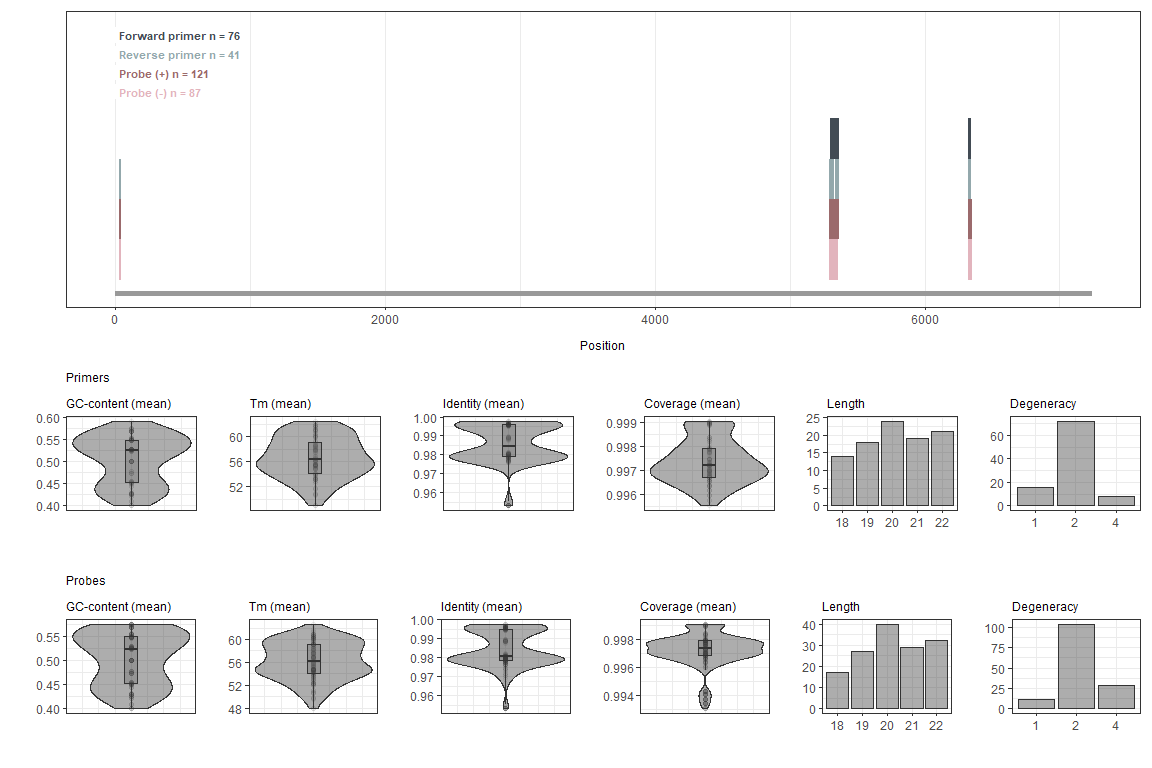 Forward primer n = 76
Reverse primer n = 41
Probe (+) n = 121
Probe (-) n = 87
0 2000 4000 6000
Position
Primers
GC-content (mean) Tm (mean) Identity (mean) Coverage (mean) Length Degeneracy
0.60 0.55 0.50 0.45 0.40
60 56 52
1.00 0.99 0.98 0.97 0.96
0.999 0.998 0.997 0.996
25 20 15 10 5 0
60 40 20 0
18 19 20 21 22 1 2 4
Probes
GC-content (mean) Tm (mean) Identity (mean) Coverage (mean) Length Degeneracy
0.55 0.50 0.45 0.40
60 56 52 48
1.00 0.99 0.98 0.97 0.96
0.998 0.996 0.994
40 30 20 10 0
100 75 50 25 0
18 19 20 21 22 1 2 4